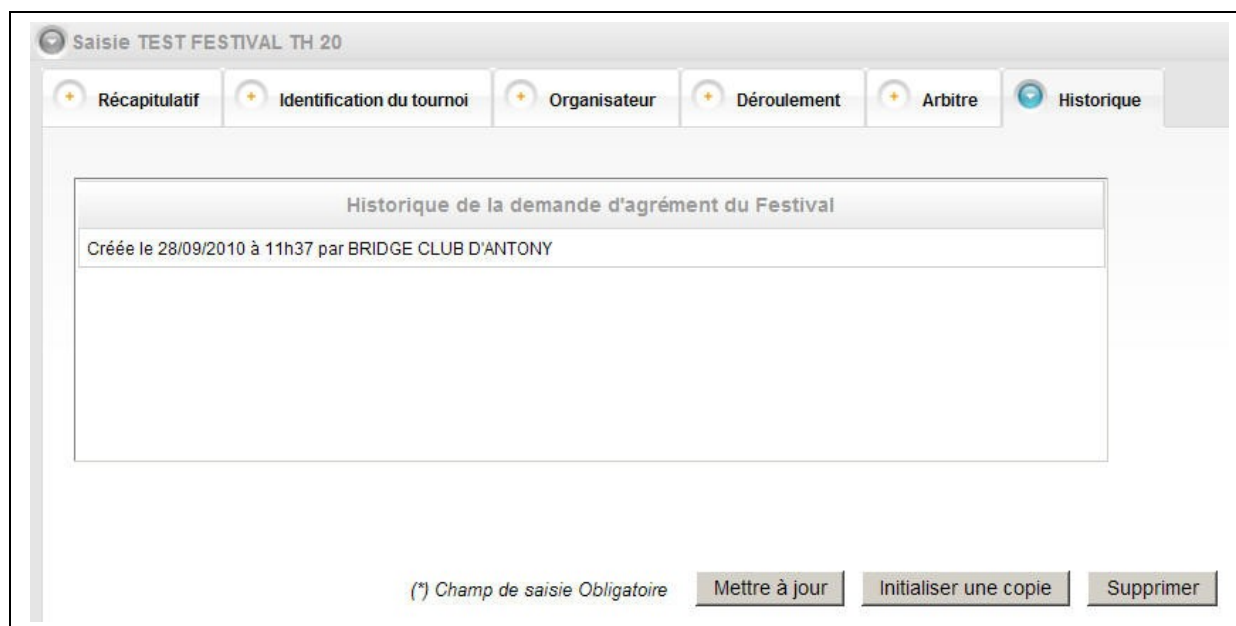 Saisie TEST FESTIVAL TH 20
Récapitulatif Identification du tournoi Organisateur Déroulement Arbitre Historique
Historique de la demande d'agrément du Festival
Créée le 28/09/2010 à 11h37 par BRIDGE CLUB D'ANTONY
(*) Champ de saisie Obligatoire Mettre à jour Initialiser une copie Supprimer